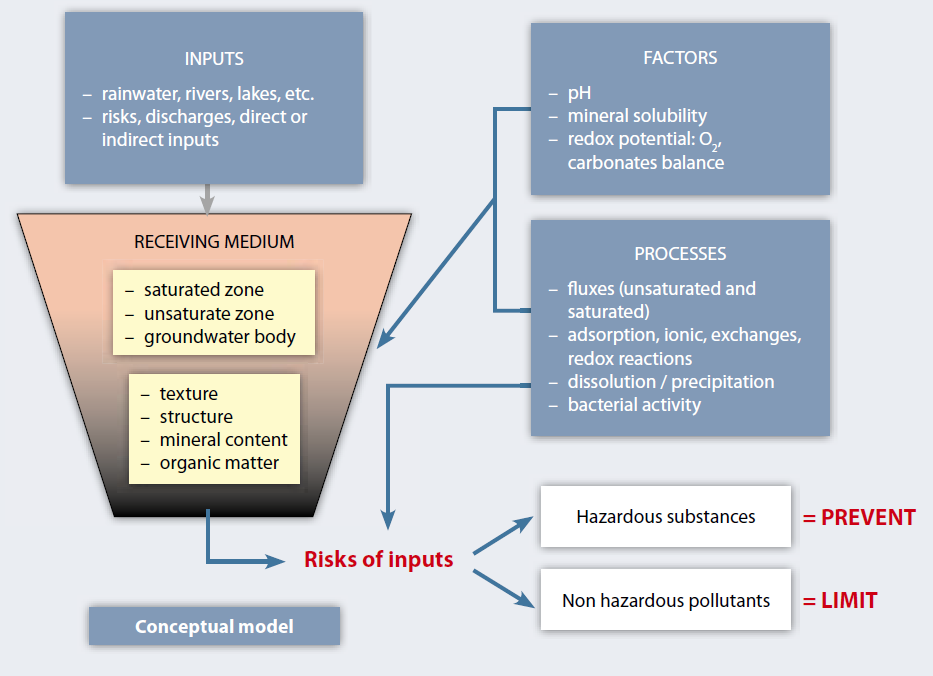 INPUTS
– rainwater, rivers, lakes, etc.
– risks, discharges, direct or
indirect inputs
RECEIVING MEDIUM
– saturated zone
– unsaturate zone
– groundwater body
– texture
– structure
– mineral content
– organic matter
FACTORS
– pH
– mineral solubility
– redox potential: O₂,
carbonates balance
PROCESSES
– fluxes (unsaturated and
saturated)
– adsorption, ionic, exchanges,
redox reactions
– dissolution / precipitation
– bacterial activity
Risks of inputs
Hazardous substances
= PREVENT
Non hazardous pollutants
= LIMIT
Conceptual model